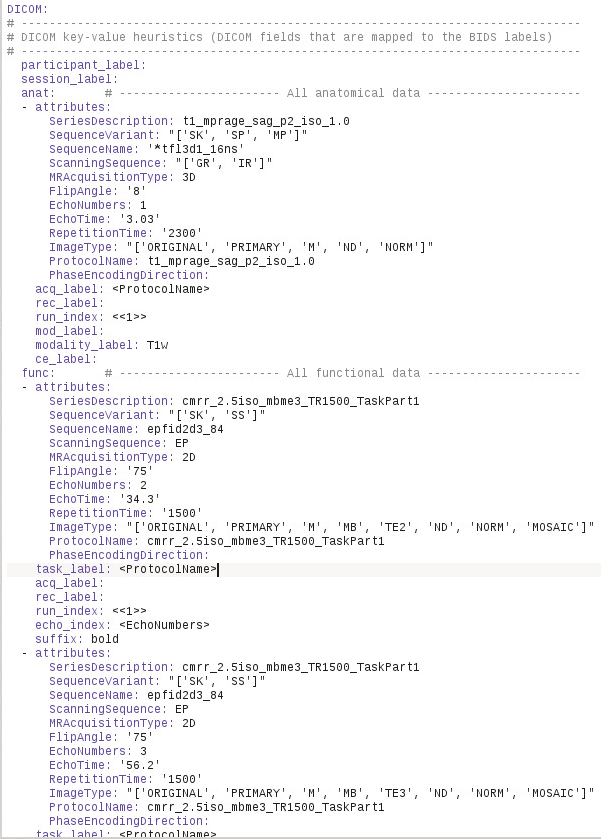 DICOM:
# --------------------------------------------------------------------------------
# DICOM key-value heuristics (DICOM fields that are mapped to the BIDS labels)
# --------------------------------------------------------------------------------
participant_label:
session_label:
anat: # ----------------------- All anatomical data ----------------------
- attributes:
SeriesDescription: t1_mprage_sag_p2_iso_1.0
SequenceVariant: "['SK', 'SP', 'MP']"
SequenceName: '*tfl3d1_16ns'
ScanningSequence: "['GR', 'IR']"
MRAcquisitionType: 3D
FlipAngle: '8'
EchoNumbers: 1
EchoTime: '3.03'
RepetitionTime: '2300'
ImageType: "['ORIGINAL', 'PRIMARY', 'M', 'ND', 'NORM']"
ProtocolName: t1_mprage_sag_p2_iso_1.0
PhaseEncodingDirection:
acq_label: <ProtocolName>
rec_label:
run_index: <<1>>
mod_label:
modality_label: T1w
ce_label:
func: # ----------------------- All functional data ----------------------
- attributes:
SeriesDescription: cmrr_2.5iso_mbme3_TR1500_TaskPart1
SequenceVariant: "['SK', 'SS']"
SequenceName: epfid2d3_84
ScanningSequence: EP
MRAcquisitionType: 2D
FlipAngle: '75'
EchoNumbers: 2
EchoTime: '34.3'
RepetitionTime: '1500'
ImageType: "['ORIGINAL', 'PRIMARY', 'M', 'MB', 'TE2', 'ND', 'NORM', 'MOSAIC']"
ProtocolName: cmrr_2.5iso_mbme3_TR1500_TaskPart1
PhaseEncodingDirection:
task_label: <ProtocolName>
acq_label:
rec_label:
run_index: <<1>>
echo_index: <EchoNumbers>
suffix: bold
- attributes:
SeriesDescription: cmrr_2.5iso_mbme3_TR1500_TaskPart1
SequenceVariant: "['SK', 'SS']"
SequenceName: epfid2d3_84
ScanningSequence: EP
MRAcquisitionType: 2D
FlipAngle: '75'
EchoNumbers: 3
EchoTime: '56.2'
RepetitionTime: '1500'
ImageType: "['ORIGINAL', 'PRIMARY', 'M', 'MB', 'TE3', 'ND', 'NORM', 'MOSAIC']"
ProtocolName: cmrr_2.5iso_mbme3_TR1500_TaskPart1
PhaseEncodingDirection:
task_label: <ProtocolName>